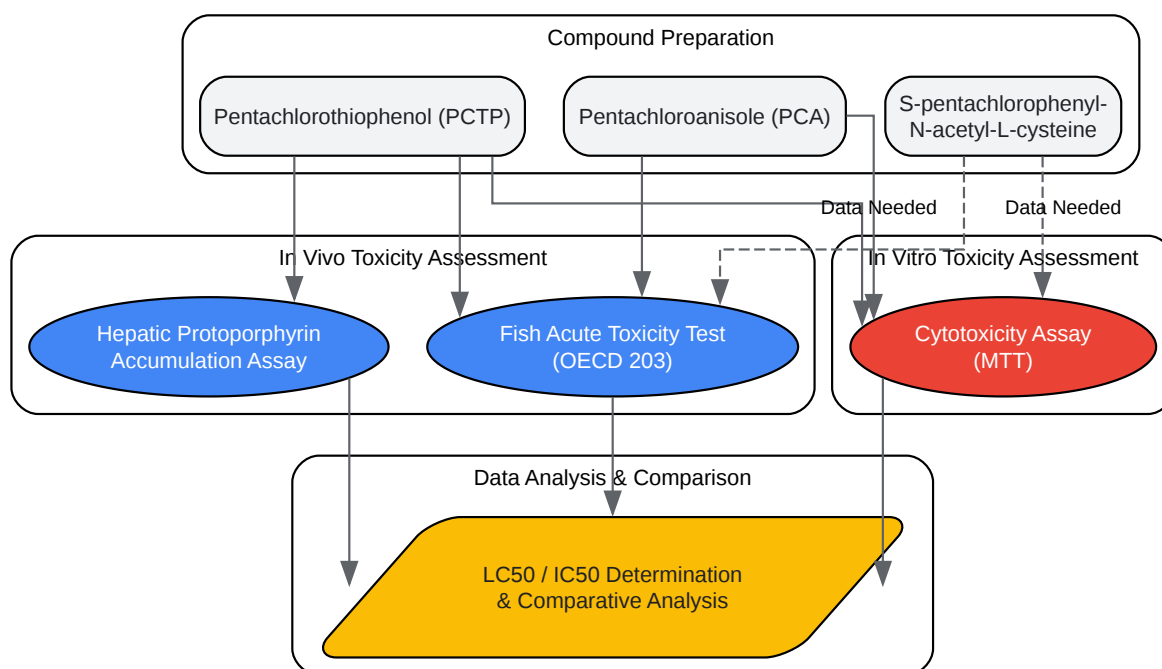 Compound Preparation
Pentachlorothiophenol (PCTP)
Pentachloroanisole (PCA)
S-pentachlorophenyl-
N-acetyl-L-cysteine
Data Needed
Data Needed
In Vivo Toxicity Assessment
In Vitro Toxicity Assessment
Hepatic Protoporphyrin
Accumulation Assay
Fish Acute Toxicity Test
(OECD 203)
Cytotoxicity Assay
(MTT)
Data Analysis & Comparison
LC50 / IC50 Determination
& Comparative Analysis